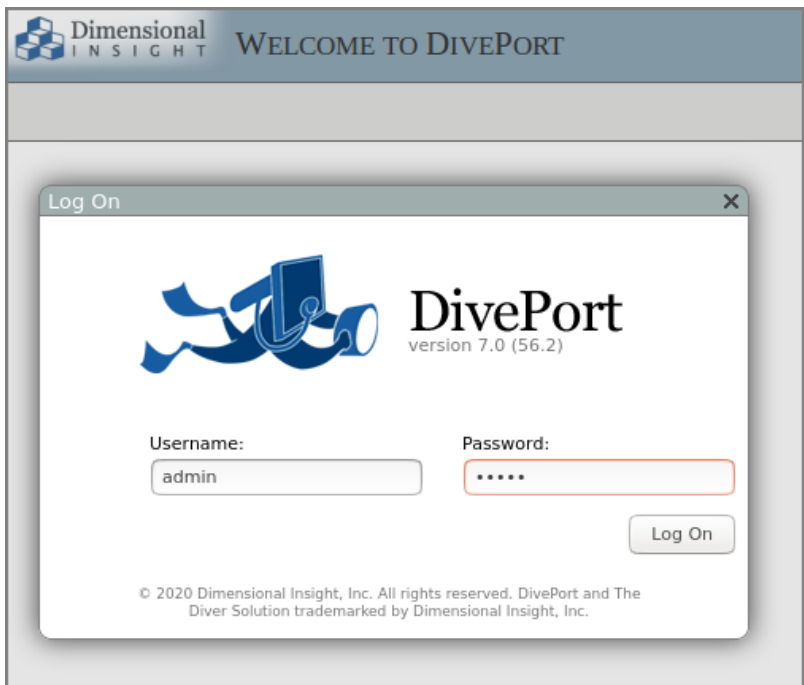 Dimensional
INSIGHT
WELCOME TO DIVEPORT
Log On
DivePort
version 7.0 (56.2)
Username:
Password:
admin
•••••
Log On
© 2020 Dimensional Insight, Inc. All rights reserved. DivePort and The
Diver Solution trademarked by Dimensional Insight, Inc.